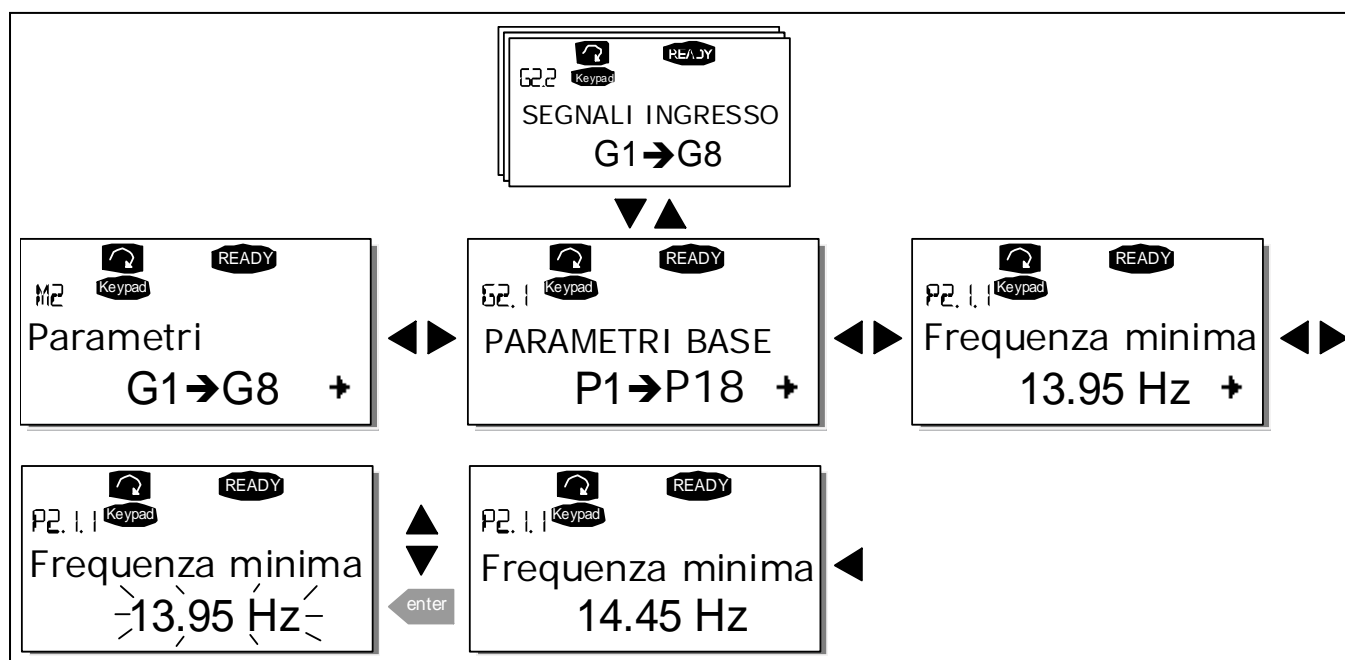 READY
G2.2 Keypad
SEGNALI INGRESSO
G1➔G8
READY
M2 Keypad
Parametri
G1➔G8
READY
G2.1 Keypad
PARAMETRI BASE
P1➔P18
READY
P2.1.1 Keypad
Frequenza minima
13.95 Hz
READY
P2.1.1 Keypad
Frequenza minima
13.95 Hz
enter
READY
P2.1.1 Keypad
Frequenza minima
14.45 Hz